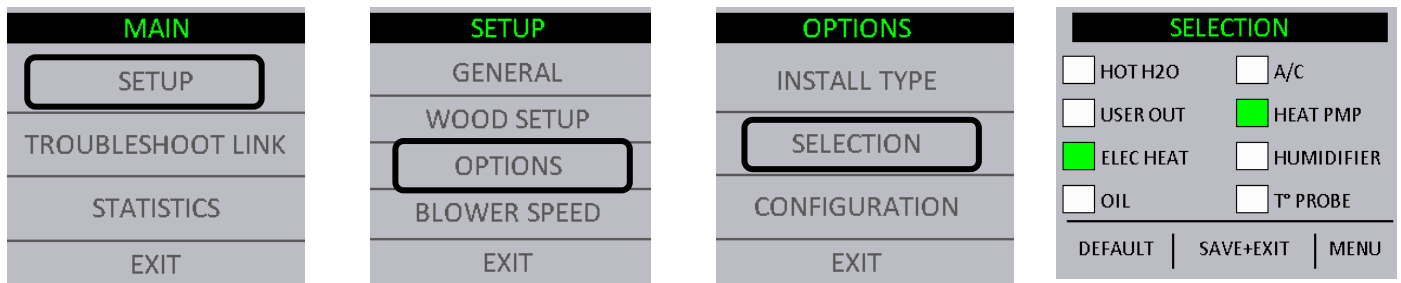 MAIN
SETUP
TROUBLESHOOT LINK
STATISTICS
EXIT
SETUP
GENERAL
WOOD SETUP
OPTIONS
BLOWER SPEED
EXIT
OPTIONS
INSTALL TYPE
SELECTION
CONFIGURATION
EXIT
SELECTION
HOT H2O A/C
USER OUT HEAT PMP
ELEC HEAT HUMIDIFIER
OIL T° PROBE
DEFAULT SAVE+EXIT MENU